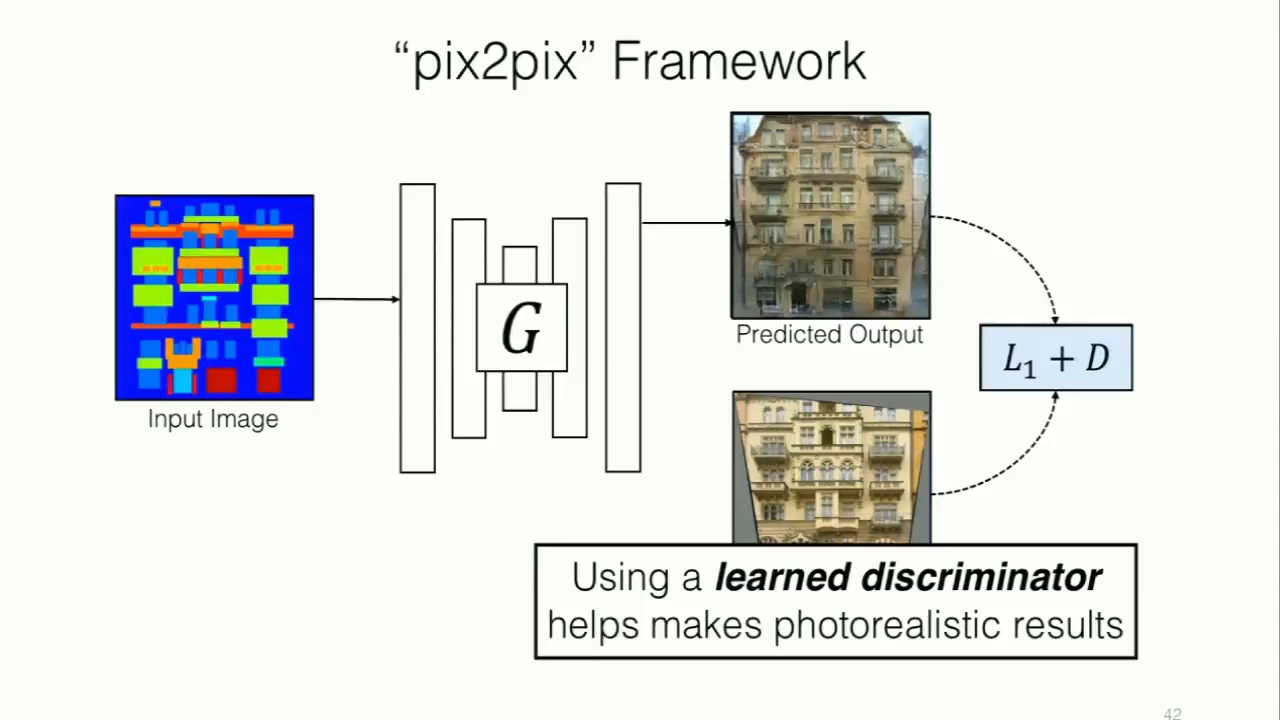 “pix2pix” Framework
Input Image
G
Predicted Output
L₁ + D
Using a learned discriminator
helps makes photorealistic results
42